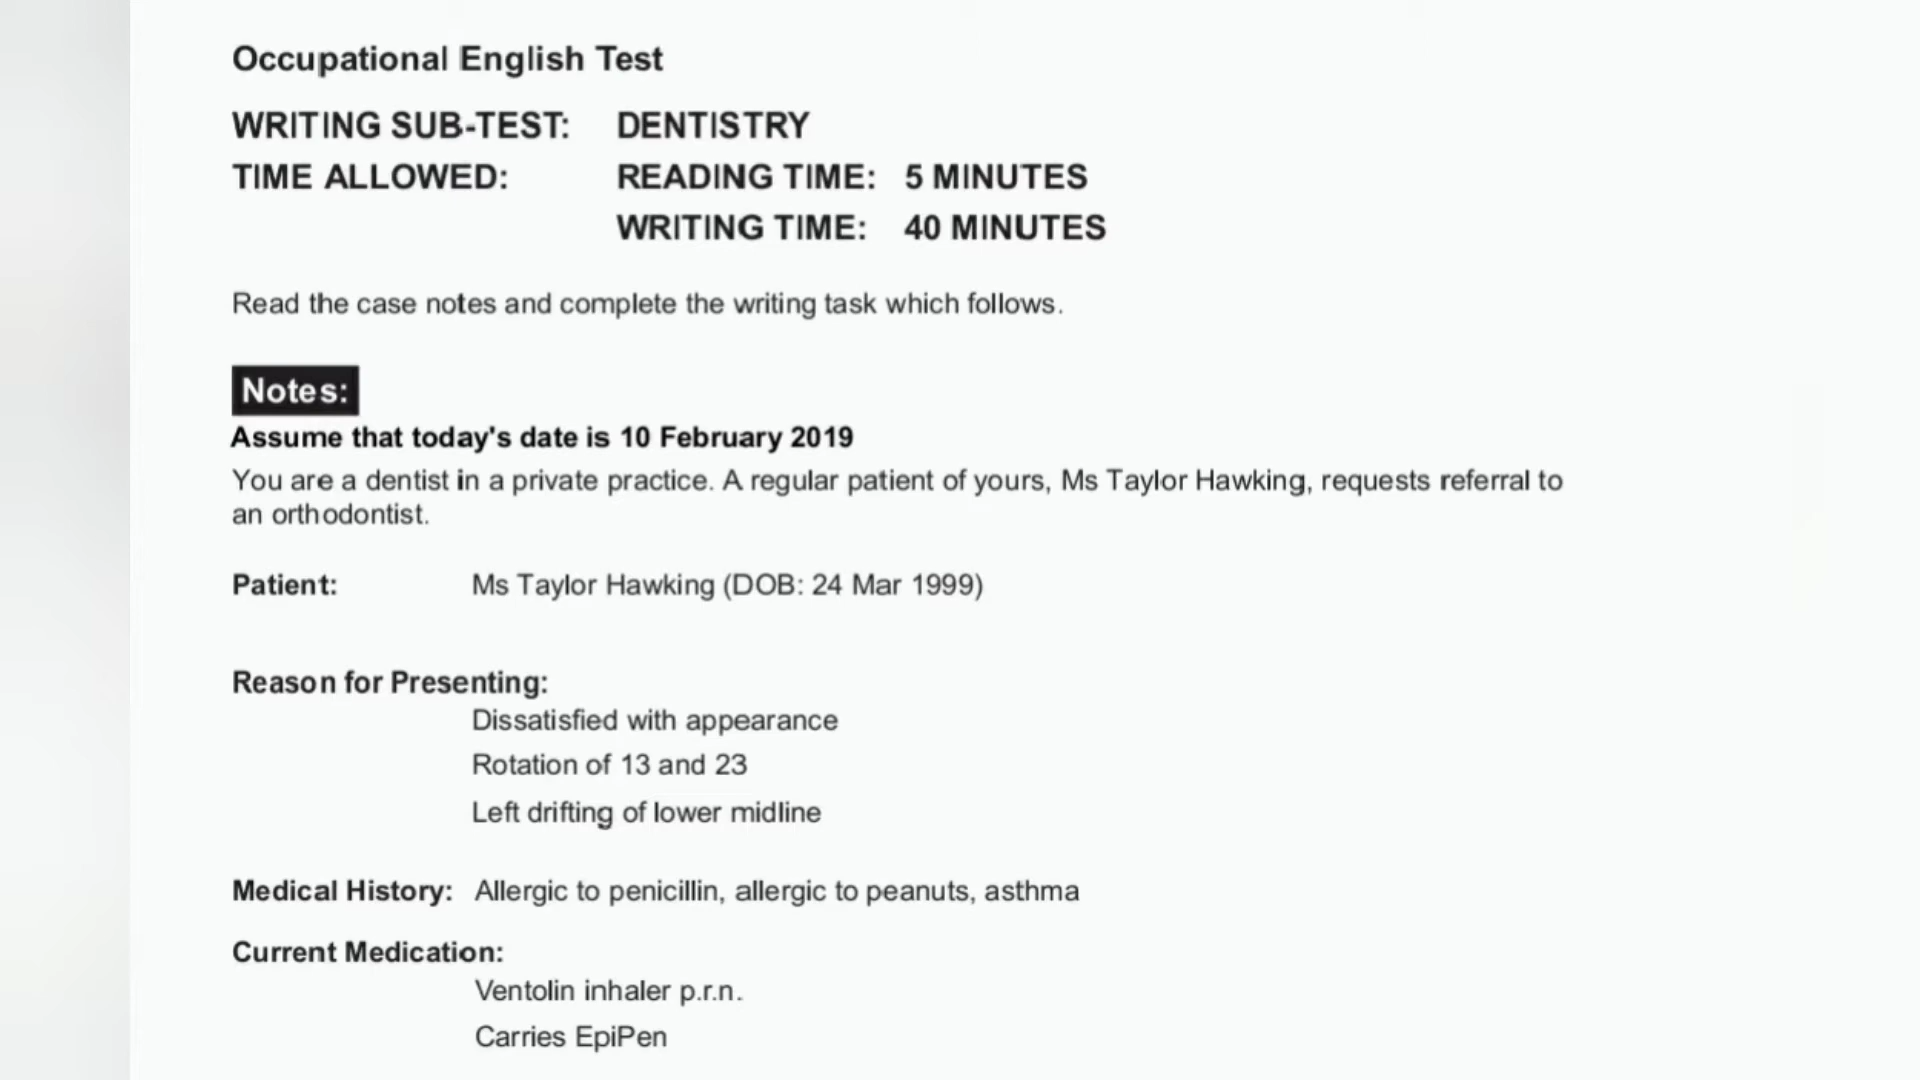 Occupational English Test
WRITING SUB-TEST: DENTISTRY
TIME ALLOWED: READING TIME: 5 MINUTES
WRITING TIME: 40 MINUTES
Read the case notes and complete the writing task which follows.
Notes:
Assume that today's date is 10 February 2019
You are a dentist in a private practice. A regular patient of yours, Ms Taylor Hawking, requests referral to
an orthodontist.
Patient: Ms Taylor Hawking (DOB: 24 Mar 1999)
Reason for Presenting:
Dissatisfied with appearance
Rotation of 13 and 23
Left drifting of lower midline
Medical History: Allergic to penicillin, allergic to peanuts, asthma
Current Medication:
Ventolin inhaler p.r.n.
Carries EpiPen